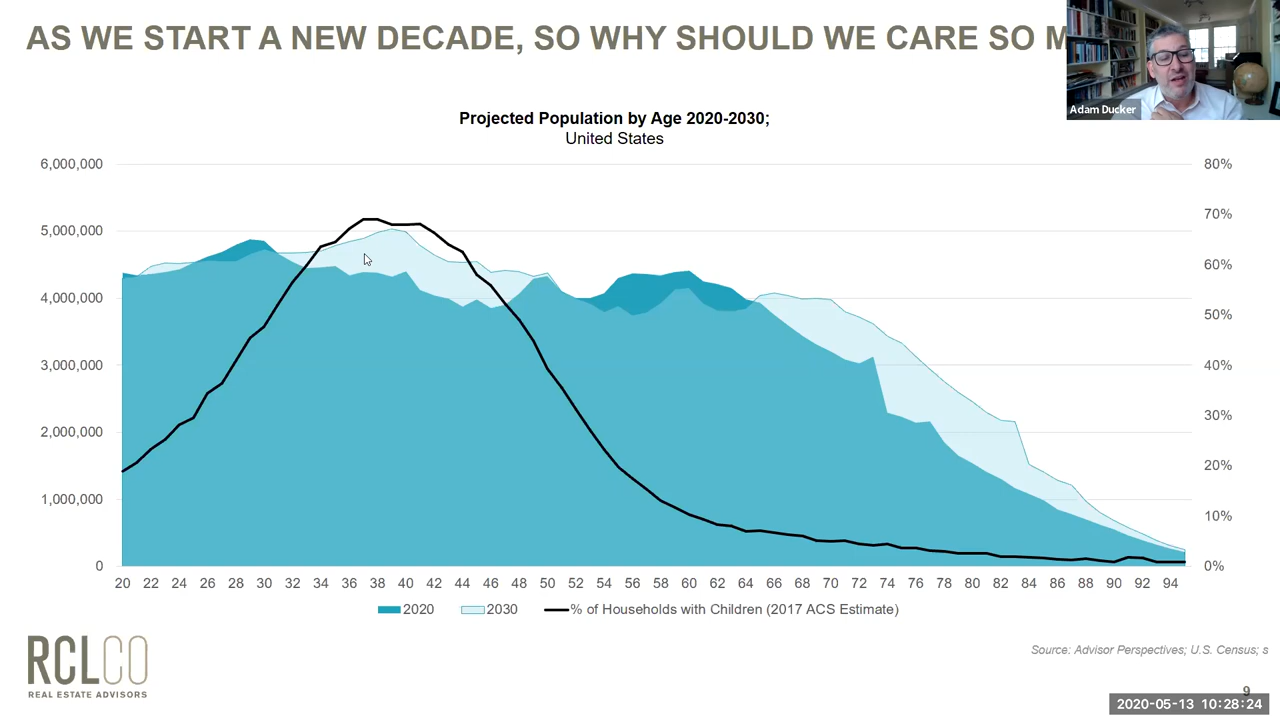 AS WE START A NEW DECADE, SO WHY SHOULD WE CARE SO M
Adam Ducker
Projected Population by Age 2020-2030;
United States
6,000,000
5,000,000
4,000,000
3,000,000
2,000,000
1,000,000
0
80%
70%
60%
50%
40%
30%
20%
10%
0%
20 22 24 26 28 30 32 34 36 38 40 42 44 46 48 50 52 54 56 58 60 62 64 66 68 70 72 74 76 78 80 82 84 86 88 90 92 94
2020 2030 % of Households with Children (2017 ACS Estimate)
Source: Advisor Perspectives; U.S. Census; s
RCLCO
REAL ESTATE ADVISORS
9
2020-05-13 10:28:24